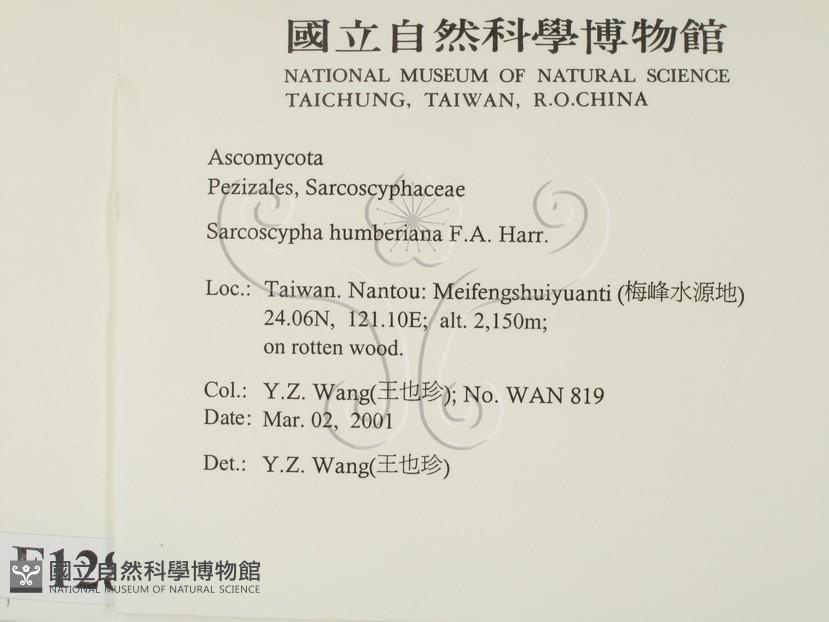 國立自然科學博物館
NATIONAL MUSEUM OF NATURAL SCIENCE
TAICHUNG, TAIWAN, R.O.CHINA
Ascomycota
Pezizales, Sarcoscyphaceae
Sarcoscypha humberiana F.A. Harr.
Loc.: Taiwan. Nantou: Meifengshuiyuanti (梅峰水源地)
24.06N, 121.10E; alt. 2,150m;
on rotten wood.
Col.: Y.Z. Wang(王也珍); No. WAN 819
Date: Mar. 02, 2001
Det.: Y.Z. Wang(王也珍)
國立自然科學博物館
NATIONAL MUSEUM OF NATURAL SCIENCE